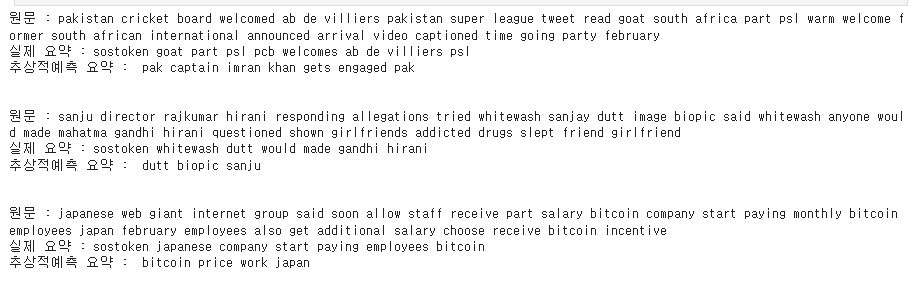 원문 : pakistan cricket board welcomed ab de villiers pakistan super league tweet read goat south africa part psl warm welcome f
ormer south african international announced arrival video captioned time going party february
실제 요약 : sostoken goat part psl pcb welcomes ab de villiers psl
추상적예측 요약 :  pak captain imran khan gets engaged pak
원문 : sanju director rajkumar hirani responding allegations tried whitewash sanjay dutt image biopic said whitewash anyone woul
d made mahatma gandhi hirani questioned shown girlfriends addicted drugs slept friend girlfriend
실제 요약 : sostoken whitewash dutt would made gandhi hirani
추상적예측 요약 :  dutt biopic sanju
원문 : japanese web giant internet group said soon allow staff receive part salary bitcoin company start paying monthly bitcoin
employees japan february employees also get additional salary choose receive bitcoin incentive
실제 요약 : sostoken japanese company start paying employees bitcoin
추상적예측 요약 :  bitcoin price work japan